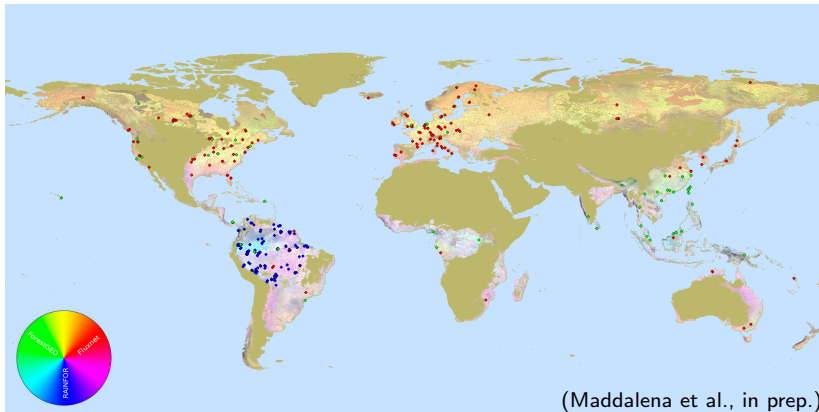 ForestGEO
Fluxnet
RAINFOR
(Maddalena et al., in prep.)